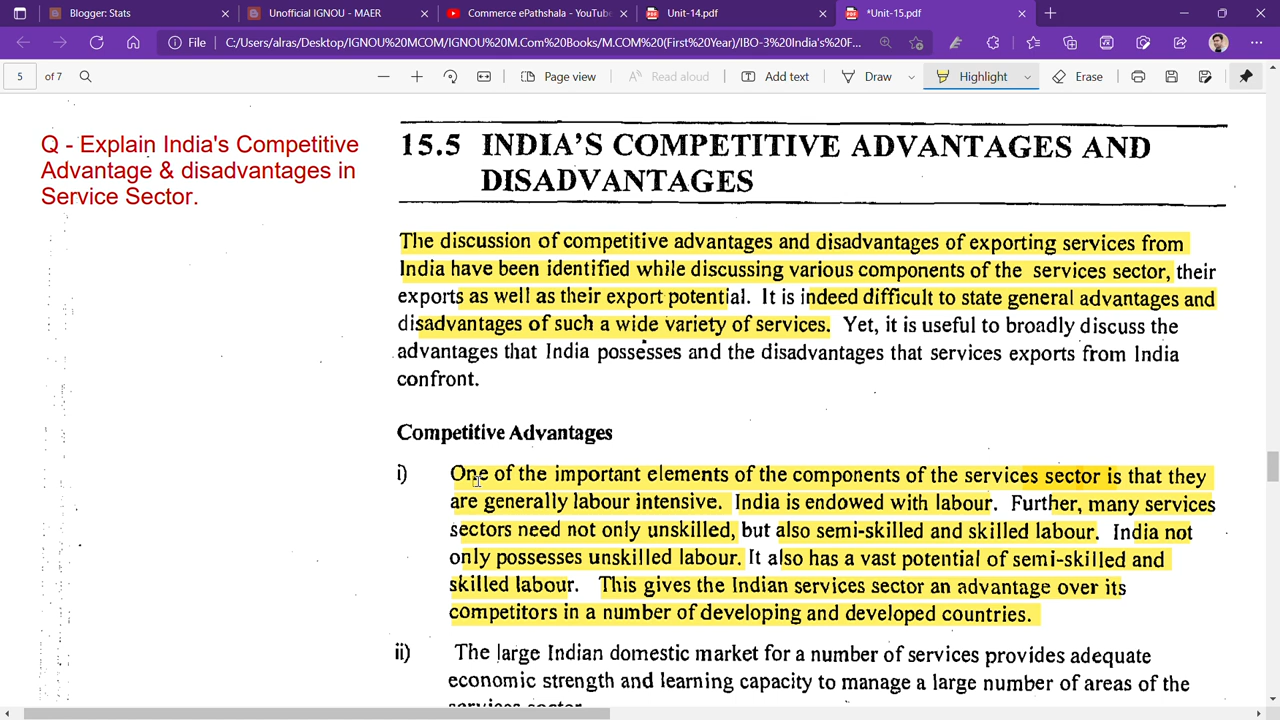 Blogger: Stats
Unofficial IGNOU - MAER
Commerce ePathshala - YouTube
Unit-14.pdf
*Unit-15.pdf
File
C:/Users/alras/Desktop/IGNOU%20MCOM/IGNOU%20M.Com%20Books/M.COM%20(First%20Year)/IBO-3%20India's%20F...
5 of 7
Page view
Read aloud
Add text
Draw
Highlight
Erase
Q - Explain India's Competitive
Advantage & disadvantages in
Service Sector.
15.5 INDIA'S COMPETITIVE ADVANTAGES AND
DISADVANTAGES
The discussion of competitive advantages and disadvantages of exporting services from
India have been identified while discussing various components of the services sector, their
exports as well as their export potential. It is indeed difficult to state general advantages and
disadvantages of such a wide variety of services. Yet, it is useful to broadly discuss the
advantages that India possesses and the disadvantages that services exports from India
confront.
Competitive Advantages
i) One of the important elements of the components of the services sector is that they
are generally labour intensive. India is endowed with labour. Further, many services
sectors need not only unskilled, but also semi-skilled and skilled labour. India not
only possesses unskilled labour. It also has a vast potential of semi-skilled and
skilled labour. This gives the Indian services sector an advantage over its
competitors in a number of developing and developed countries.
ii) The large Indian domestic market for a number of services provides adequate
economic strength and learning capacity to manage a large number of areas of the
services sector